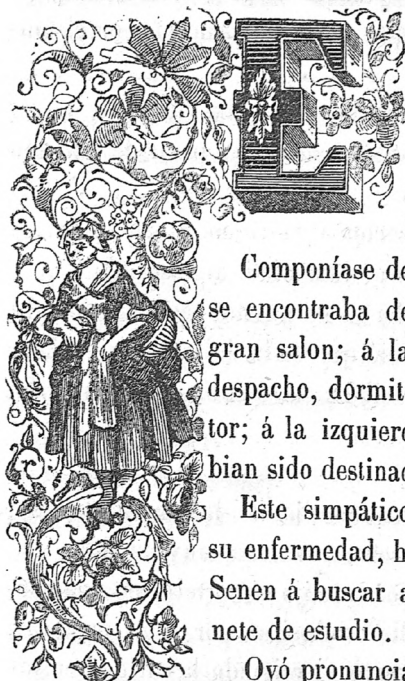 E
Componíase de
se encontraba de
gran salon; á la
despacho, dormit
tor; á la izquierd
bian sido destinad
Este simpático
su enfermedad, h
Senen á buscar a
nete de estudio.
Oyó pronuncia